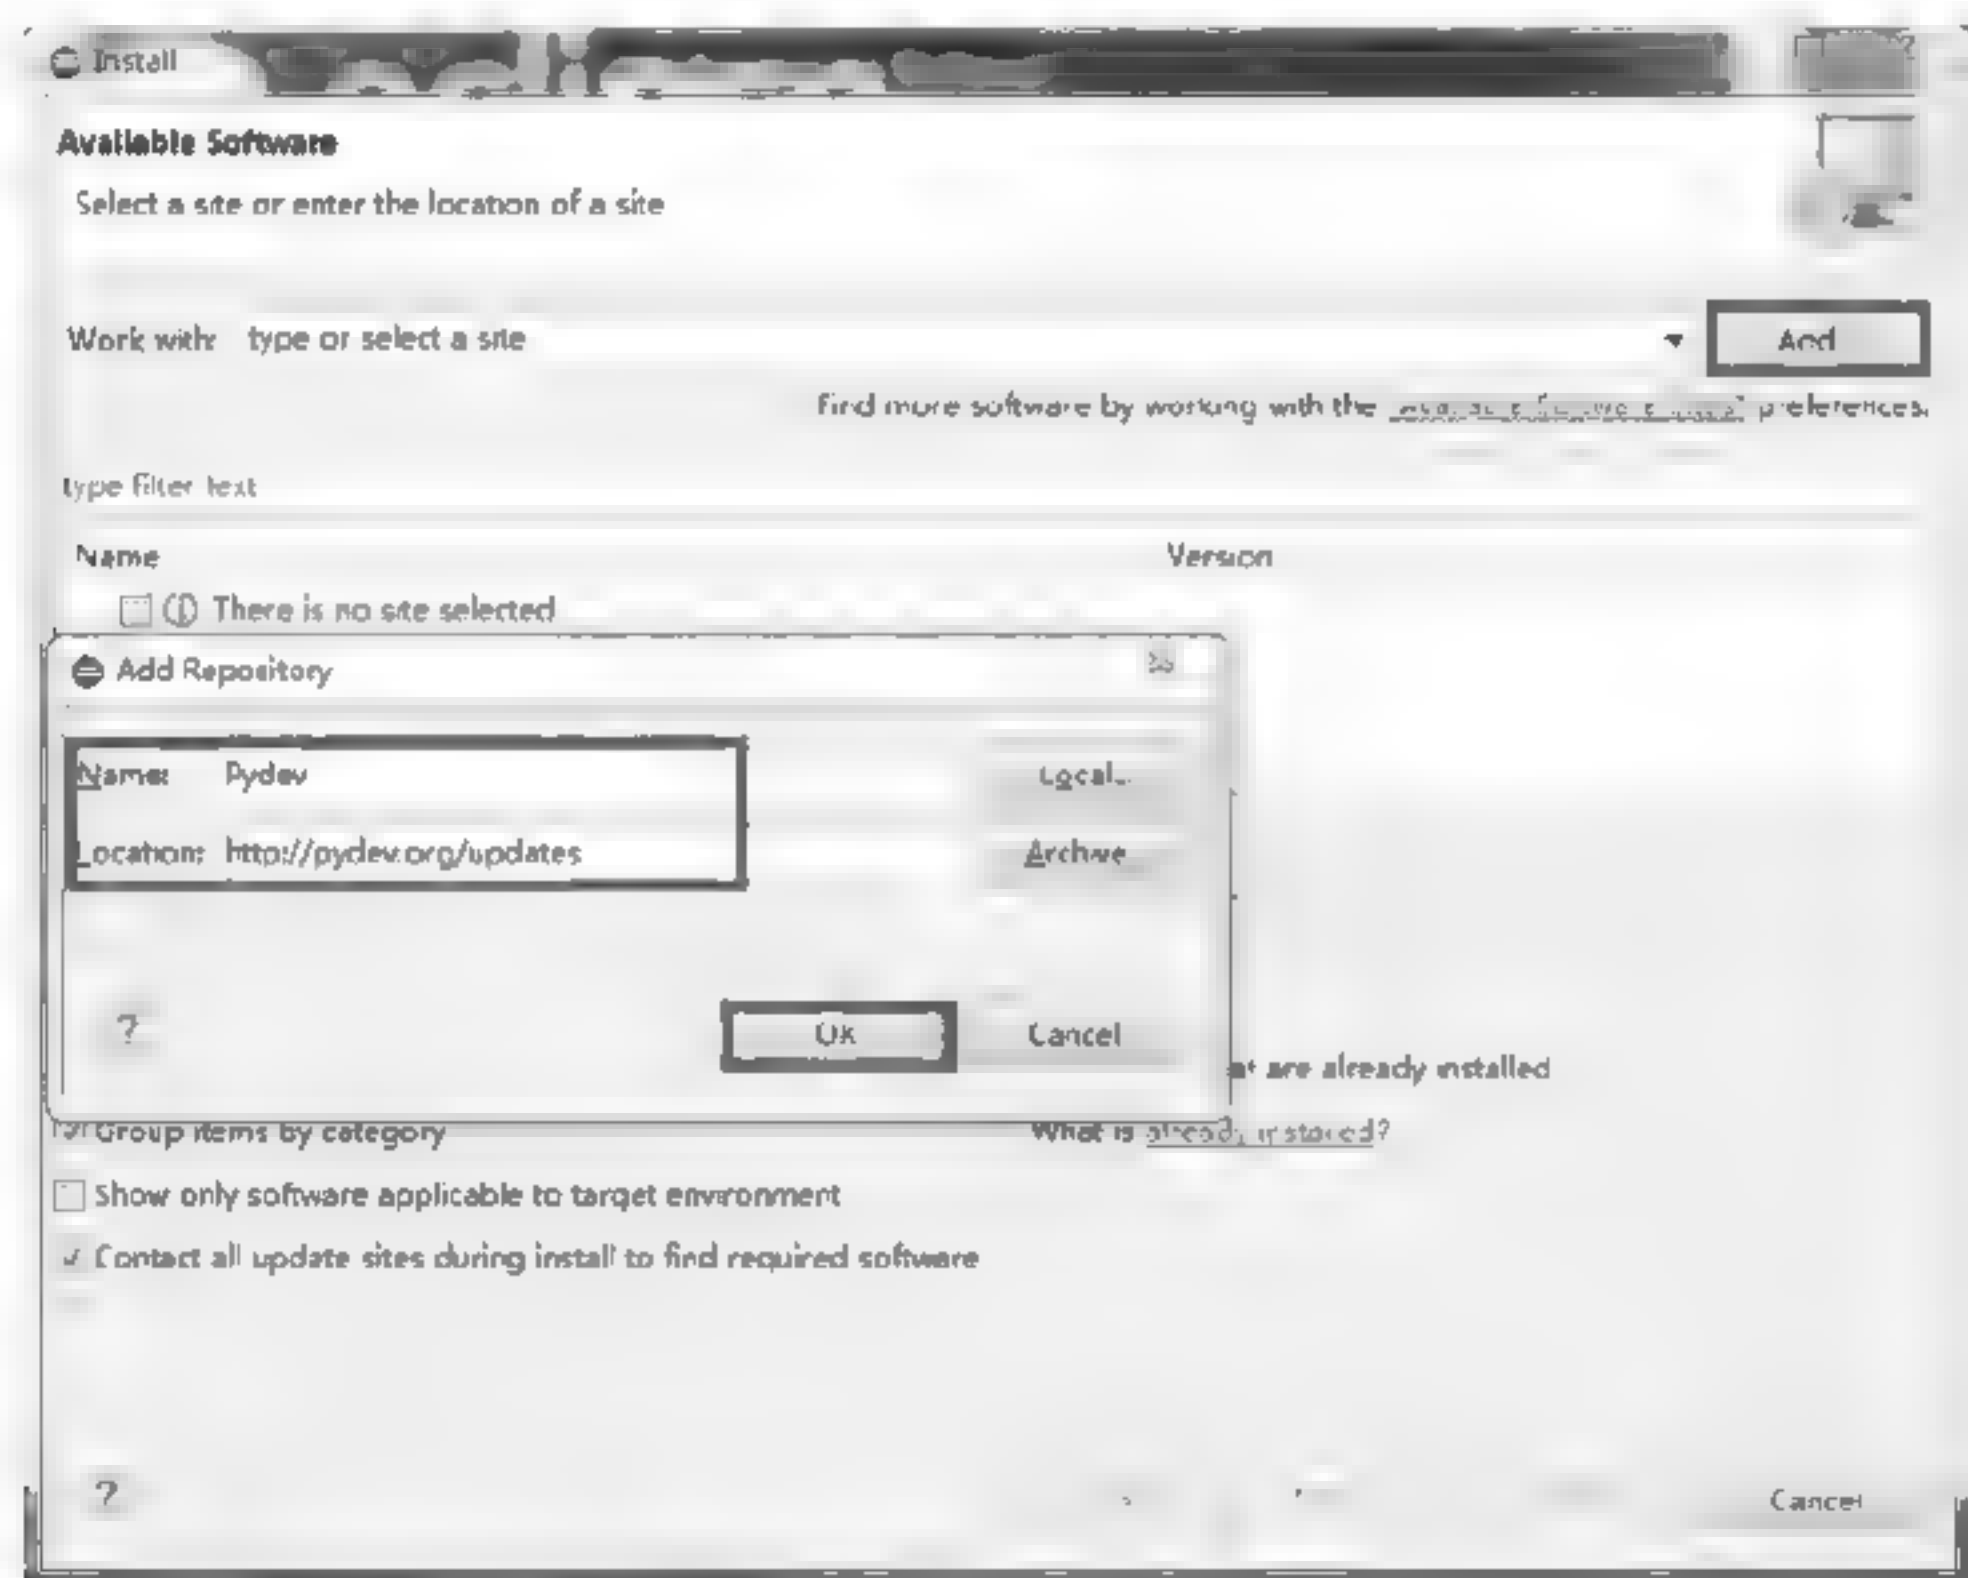 Install
Available Software
Select a site or enter the location of a site
Work with: type or select a site
Add
Find more software by working with the preferences.
type filter text
Name Version
There is no site selected
Add Repository
Name: Pydev Local...
Location: http://pydev.org/updates Archive...
? OK Cancel
are already installed
Group items by category What is already installed?
Show only software applicable to target environment
Contact all update sites during install to find required software
? Cancel